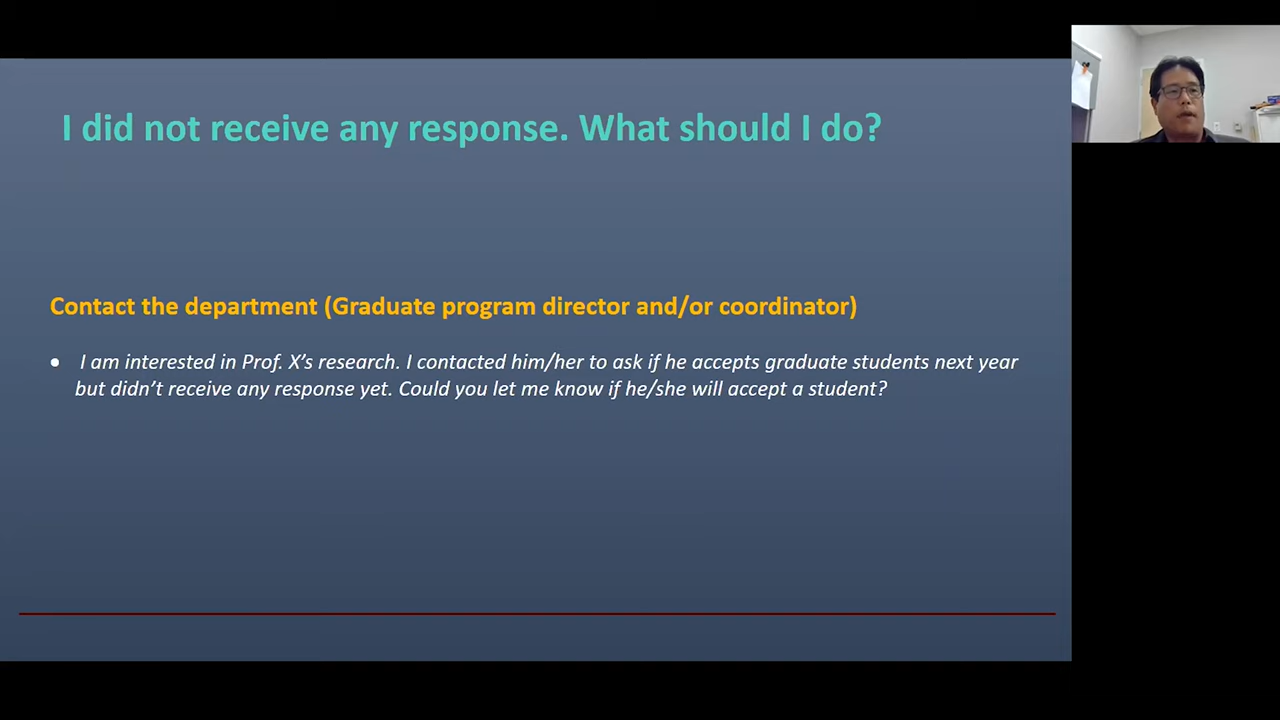 I did not receive any response. What should I do?
Contact the department (Graduate program director and/or coordinator)
• I am interested in Prof. X’s research. I contacted him/her to ask if he accepts graduate students next year
but didn’t receive any response yet. Could you let me know if he/she will accept a student?